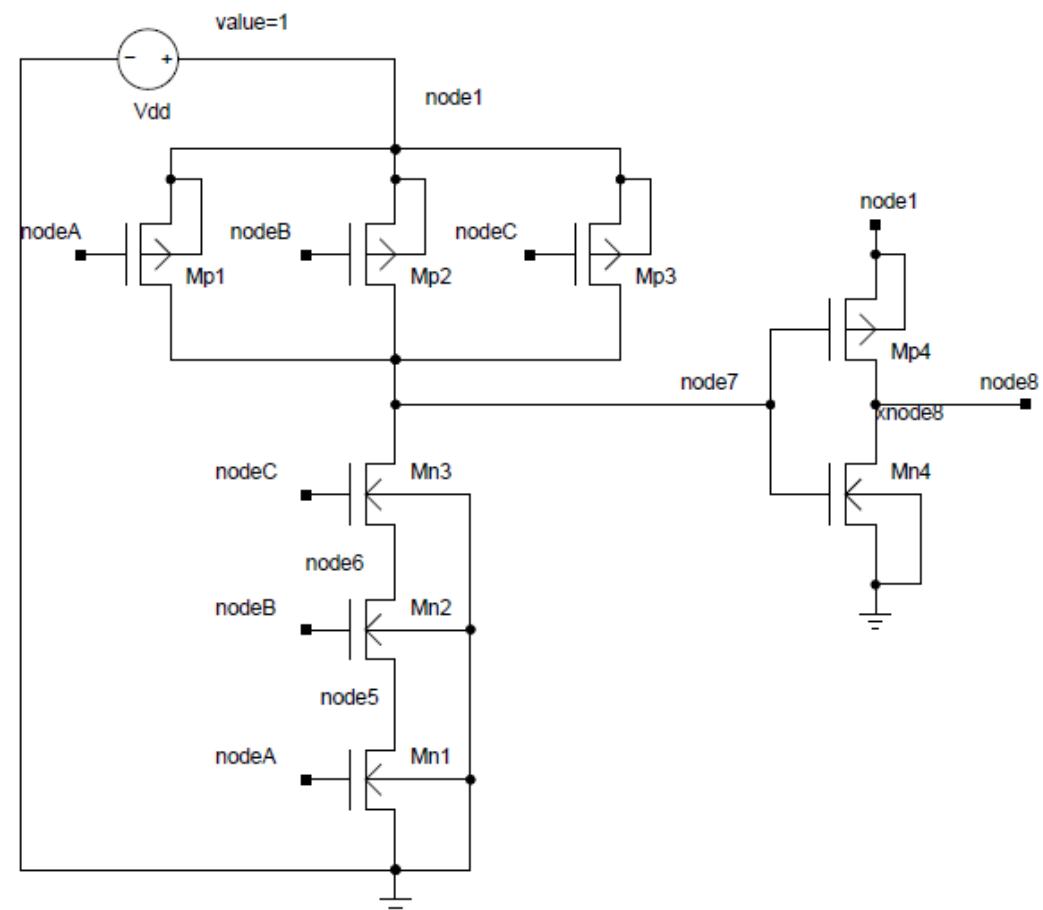 value=1
− +
Vdd
node1
nodeA
nodeB
nodeC
node1
Mp1
Mp2
Mp3
Mp4
node7
node8
xnode8
nodeC
Mn3
Mn4
node6
nodeB
Mn2
node5
nodeA
Mn1